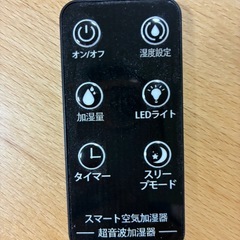 オン/オフ
湿度設定
加湿量
LEDライト
タイマー
スリー
プモード
スマート空気加湿器
超音波加湿器